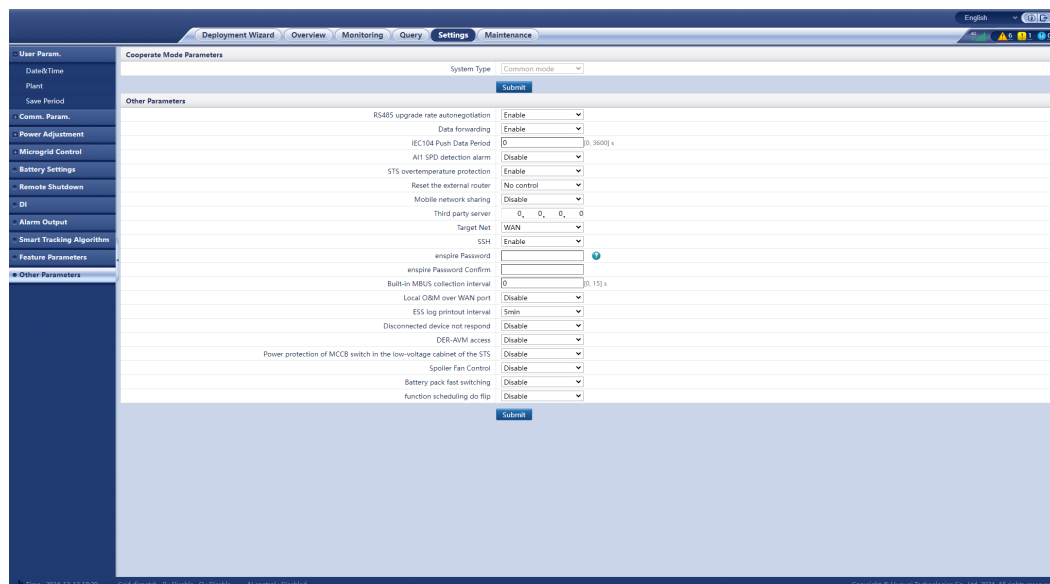 English
Deployment Wizard Overview Monitoring Query Settings Maintenance
6 1 0
User Param.
Date&Time
Plant
Save Period
Comm. Param.
Power Adjustment
Microgrid Control
Battery Settings
Remote Shutdown
DI
Alarm Output
Smart Tracking Algorithm
Feature Parameters
Other Parameters
Cooperate Mode Parameters
System Type Common mode
Submit
Other Parameters
RS485 upgrade rate autonegotiation Enable
Data forwarding Enable
IEC104 Push Data Period 0 [0, 3600] s
AI1 SPD detection alarm Disable
STS overtemperature protection Enable
Reset the external router No control
Mobile network sharing Disable
Third party server 0. 0. 0. 0
Target Net WAN
SSH Enable
enspire Password
enspire Password Confirm
Built-in MBUS collection interval 0 [0, 15] s
Local O&M over WAN port Disable
ESS log printout interval 5min
Disconnected device not respond Disable
DER-AVM access Disable
Power protection of MCCB switch in the low-voltage cabinet of the STS Disable
Spoiler Fan Control Disable
Battery pack fast switching Disable
function scheduling do flip Disable
Submit